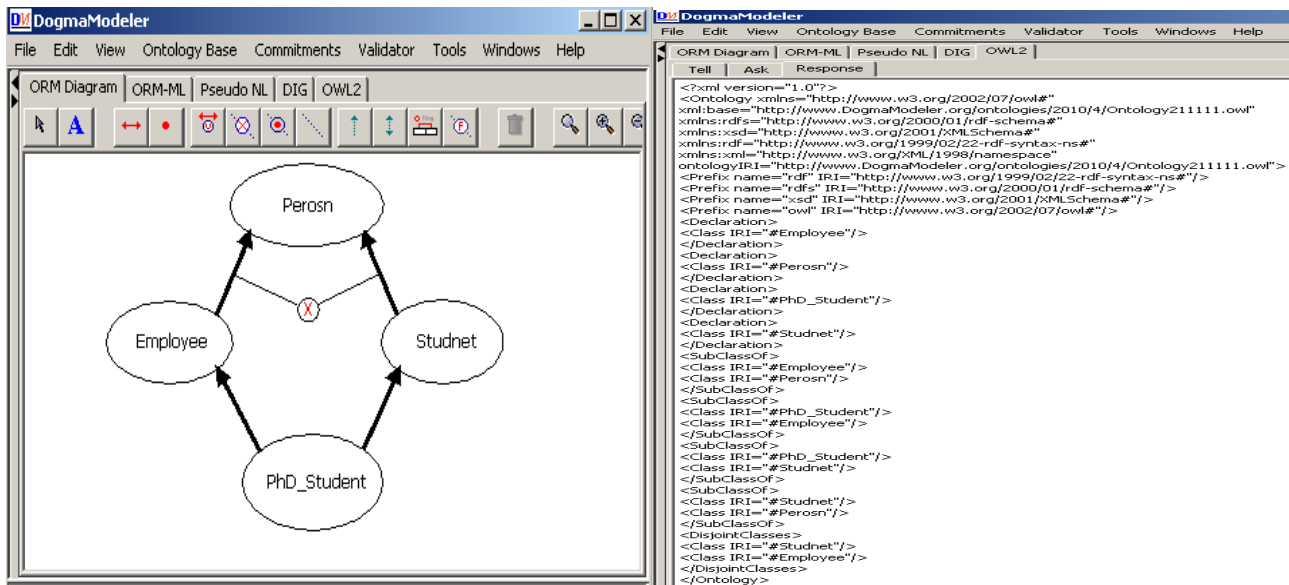 DogmaModeler
File Edit View Ontology Base Commitments Validator Tools Windows Help
ORM Diagram ORM-ML Pseudo NL DIG OWL2
A
U
F
Perosn
X
Employee
Studnet
PhD_Student
DogmaModeler
File Edit View Ontology Base Commitments Validator Tools Windows Help
ORM Diagram ORM-ML Pseudo NL DIG OWL2
Tell Ask Response
<?xml version="1.0"?>
<Ontology xmlns="http://www.w3.org/2002/07/owl#"
xml:base="http://www.DogmaModeler.org/ontologies/2010/4/Ontology211111.owl"
xmlns:rdfs="http://www.w3.org/2000/01/rdf-schema#"
xmlns:xsd="http://www.w3.org/2001/XMLSchema#"
xmlns:rdf="http://www.w3.org/1999/02/22-rdf-syntax-ns#"
xmlns:xml="http://www.w3.org/XML/1998/namespace"
ontologyIRI="http://www.DogmaModeler.org/ontologies/2010/4/Ontology211111.owl">
<Prefix name="rdf" IRI="http://www.w3.org/1999/02/22-rdf-syntax-ns#"/>
<Prefix name="rdfs" IRI="http://www.w3.org/2000/01/rdf-schema#"/>
<Prefix name="xsd" IRI="http://www.w3.org/2001/XMLSchema#"/>
<Prefix name="owl" IRI="http://www.w3.org/2002/07/owl#"/>
<Declaration>
<Class IRI="#Employee"/>
</Declaration>
<Declaration>
<Class IRI="#Perosn"/>
</Declaration>
<Declaration>
<Class IRI="#PhD_Student"/>
</Declaration>
<Declaration>
<Class IRI="#Studnet"/>
</Declaration>
<SubClassOf>
<Class IRI="#Employee"/>
<Class IRI="#Perosn"/>
</SubClassOf>
<SubClassOf>
<Class IRI="#PhD_Student"/>
<Class IRI="#Employee"/>
</SubClassOf>
<SubClassOf>
<Class IRI="#PhD_Student"/>
<Class IRI="#Studnet"/>
</SubClassOf>
<SubClassOf>
<Class IRI="#Studnet"/>
<Class IRI="#Perosn"/>
</SubClassOf>
<DisjointClasses>
<Class IRI="#Studnet"/>
<Class IRI="#Employee"/>
</DisjointClasses>
</Ontology>